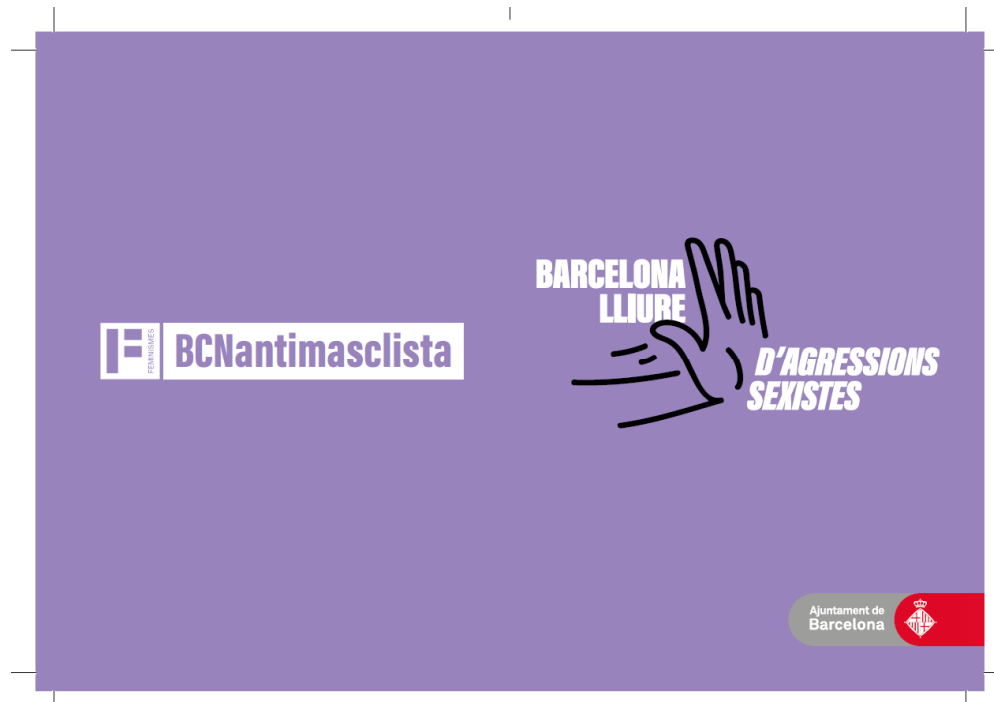 FEMINISMES
BCNantimasclista
BARCELONA
LLIURE
D'AGRESSIONS
SEXISTES
Ajuntament de
Barcelona